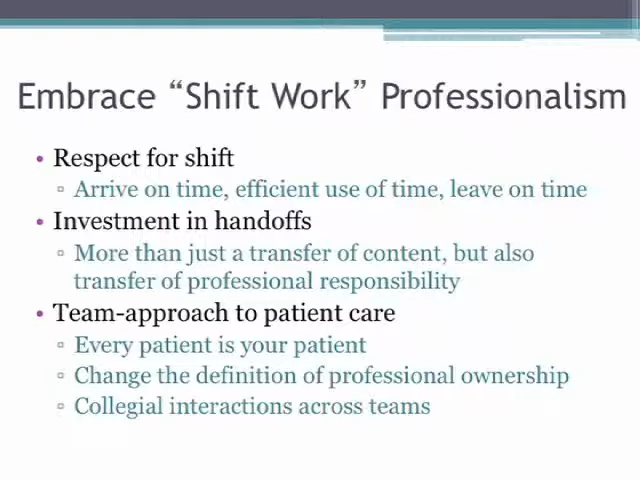 Embrace “Shift Work” Professionalism
• Respect for shift
▫ Arrive on time, efficient use of time, leave on time
• Investment in handoffs
▫ More than just a transfer of content, but also
transfer of professional responsibility
• Team-approach to patient care
▫ Every patient is your patient
▫ Change the definition of professional ownership
▫ Collegial interactions across teams